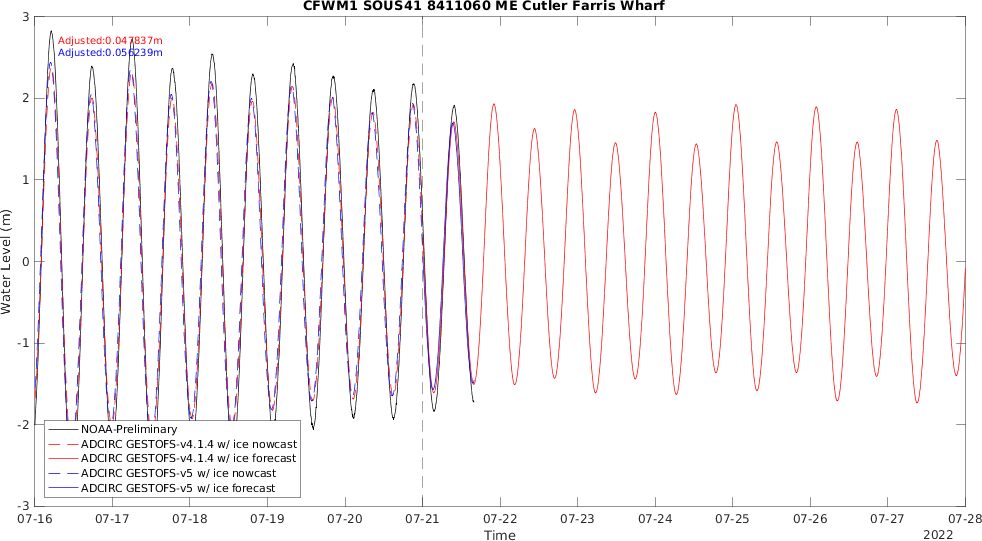 CFWM1 SOUS41 8411060 ME Cutler Farris Wharf
Adjusted:0.047837m
Adjusted:0.056239m
3
2
1
0
-1
-2
-3
Water Level (m)
NOAA-Preliminary
ADCIRC GESTOFS-v4.1.4 w/ ice nowcast
ADCIRC GESTOFS-v4.1.4 w/ ice forecast
ADCIRC GESTOFS-v5 w/ ice nowcast
ADCIRC GESTOFS-v5 w/ ice forecast
07-16 07-17 07-18 07-19 07-20 07-21 07-22 07-23 07-24 07-25 07-26 07-27 07-28
Time
2022